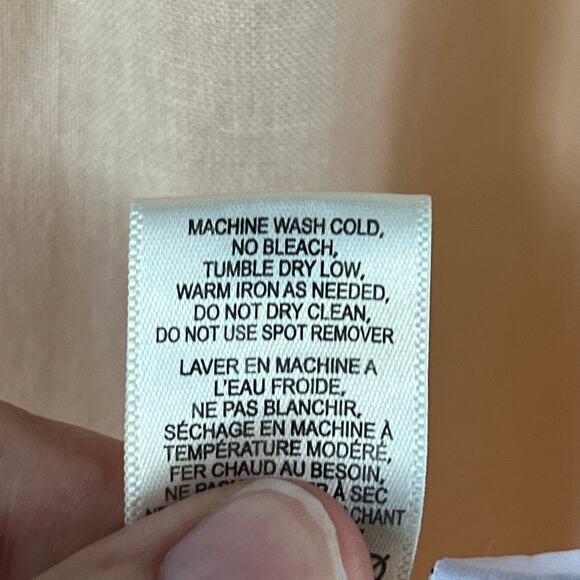 MACHINE WASH COLD,
NO BLEACH,
TUMBLE DRY LOW,
WARM IRON AS NEEDED,
DO NOT DRY CLEAN,
DO NOT USE SPOT REMOVER
LAVER EN MACHINE A
L'EAU FROIDE,
NE PAS BLANCHIR,
SÉCHAGE EN MACHINE À
TEMPÉRATURE MODÉRÉ,
FER CHAUD AU BESOIN,
NE À SEC